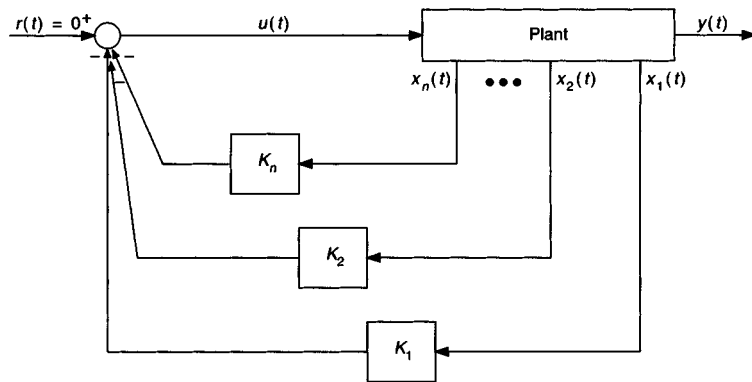 r(t) = 0 +
u(t)
Plant
y(t)
− −
−
xₙ(t)
•••
x₂(t)
x₁(t)
Kₙ
K₂
K₁